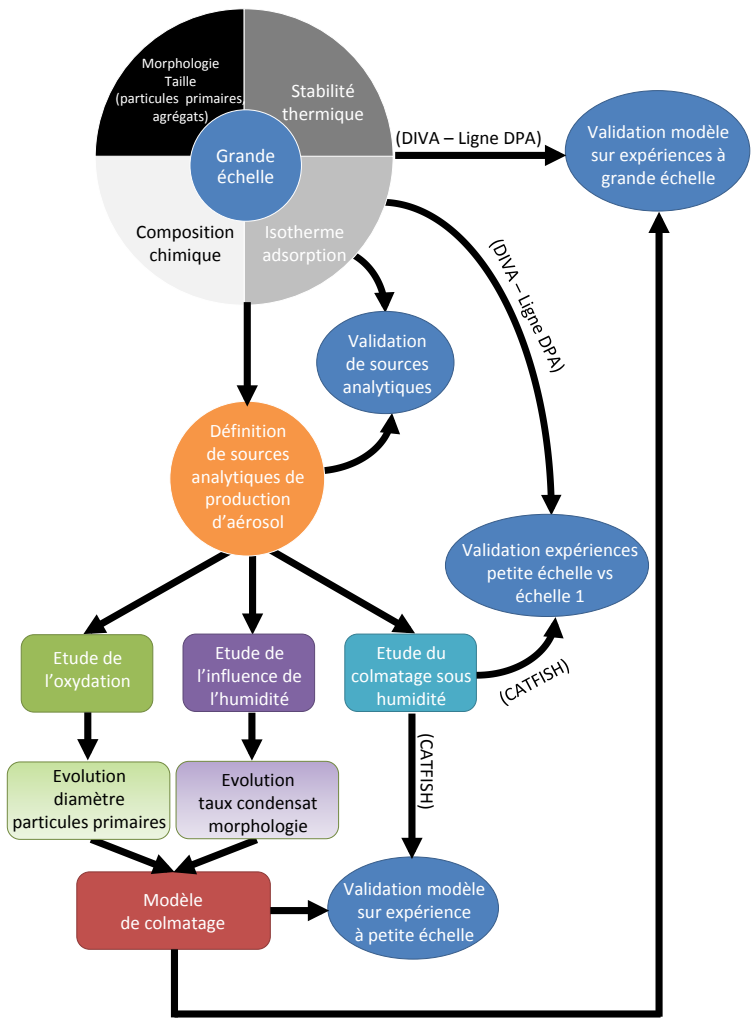 Morphologie
Taille
(particules primaires,
agrégats)
Stabilité
thermique
Grande
échelle
Composition
chimique
Isotherme
adsorption
(DIVA – Ligne DPA)
Validation modèle
sur expériences à
grande échelle
(DIVA – Ligne DPA)
Validation
de sources
analytiques
Définition
de sources
analytiques de
production
d'aérosol
Validation expériences
petite échelle vs
échelle 1
Etude de
l'oxydation
Etude de
l'influence de
l'humidité
Etude du
colmatage sous
humidité
(CATFISH)
(CATFISH)
Evolution
diamètre
particules primaires
Evolution
taux condensat
morphologie
Modèle
de colmatage
Validation modèle
sur expérience
à petite échelle